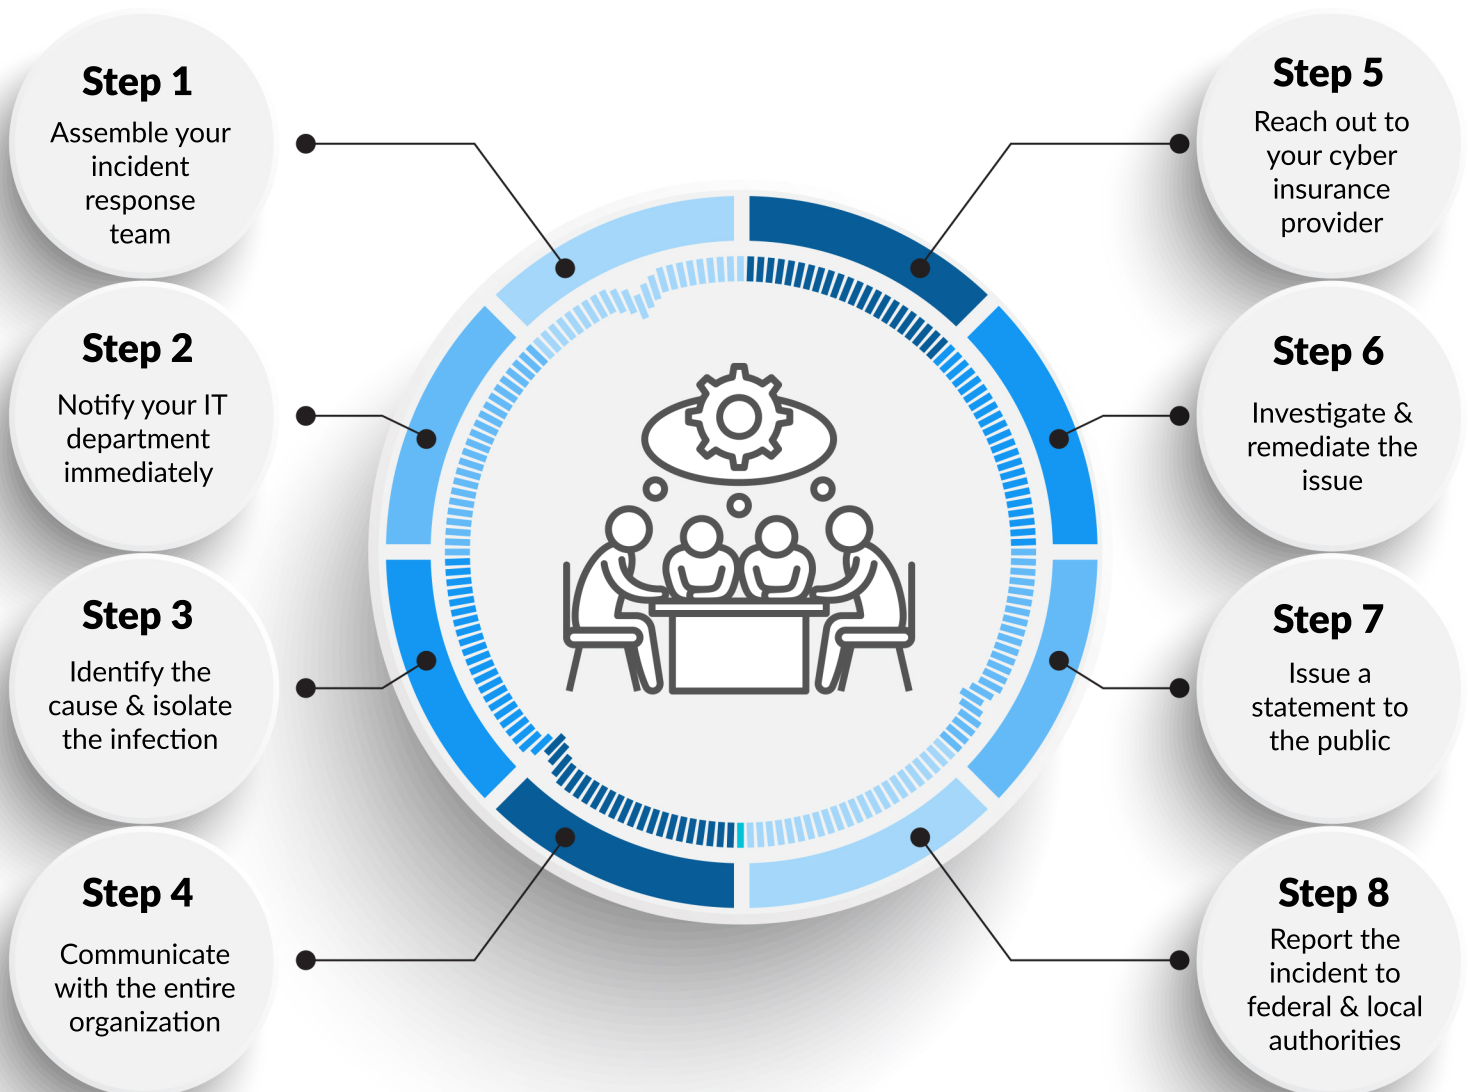 Step 1
Assemble your
incident
response
team
Step 2
Notify your IT
department
immediately
Step 3
Identify the
cause & isolate
the infection
Step 4
Communicate
with the entire
organization
Step 5
Reach out to
your cyber
insurance
provider
Step 6
Investigate &
remediate the
issue
Step 7
Issue a
statement to
the public
Step 8
Report the
incident to
federal & local
authorities